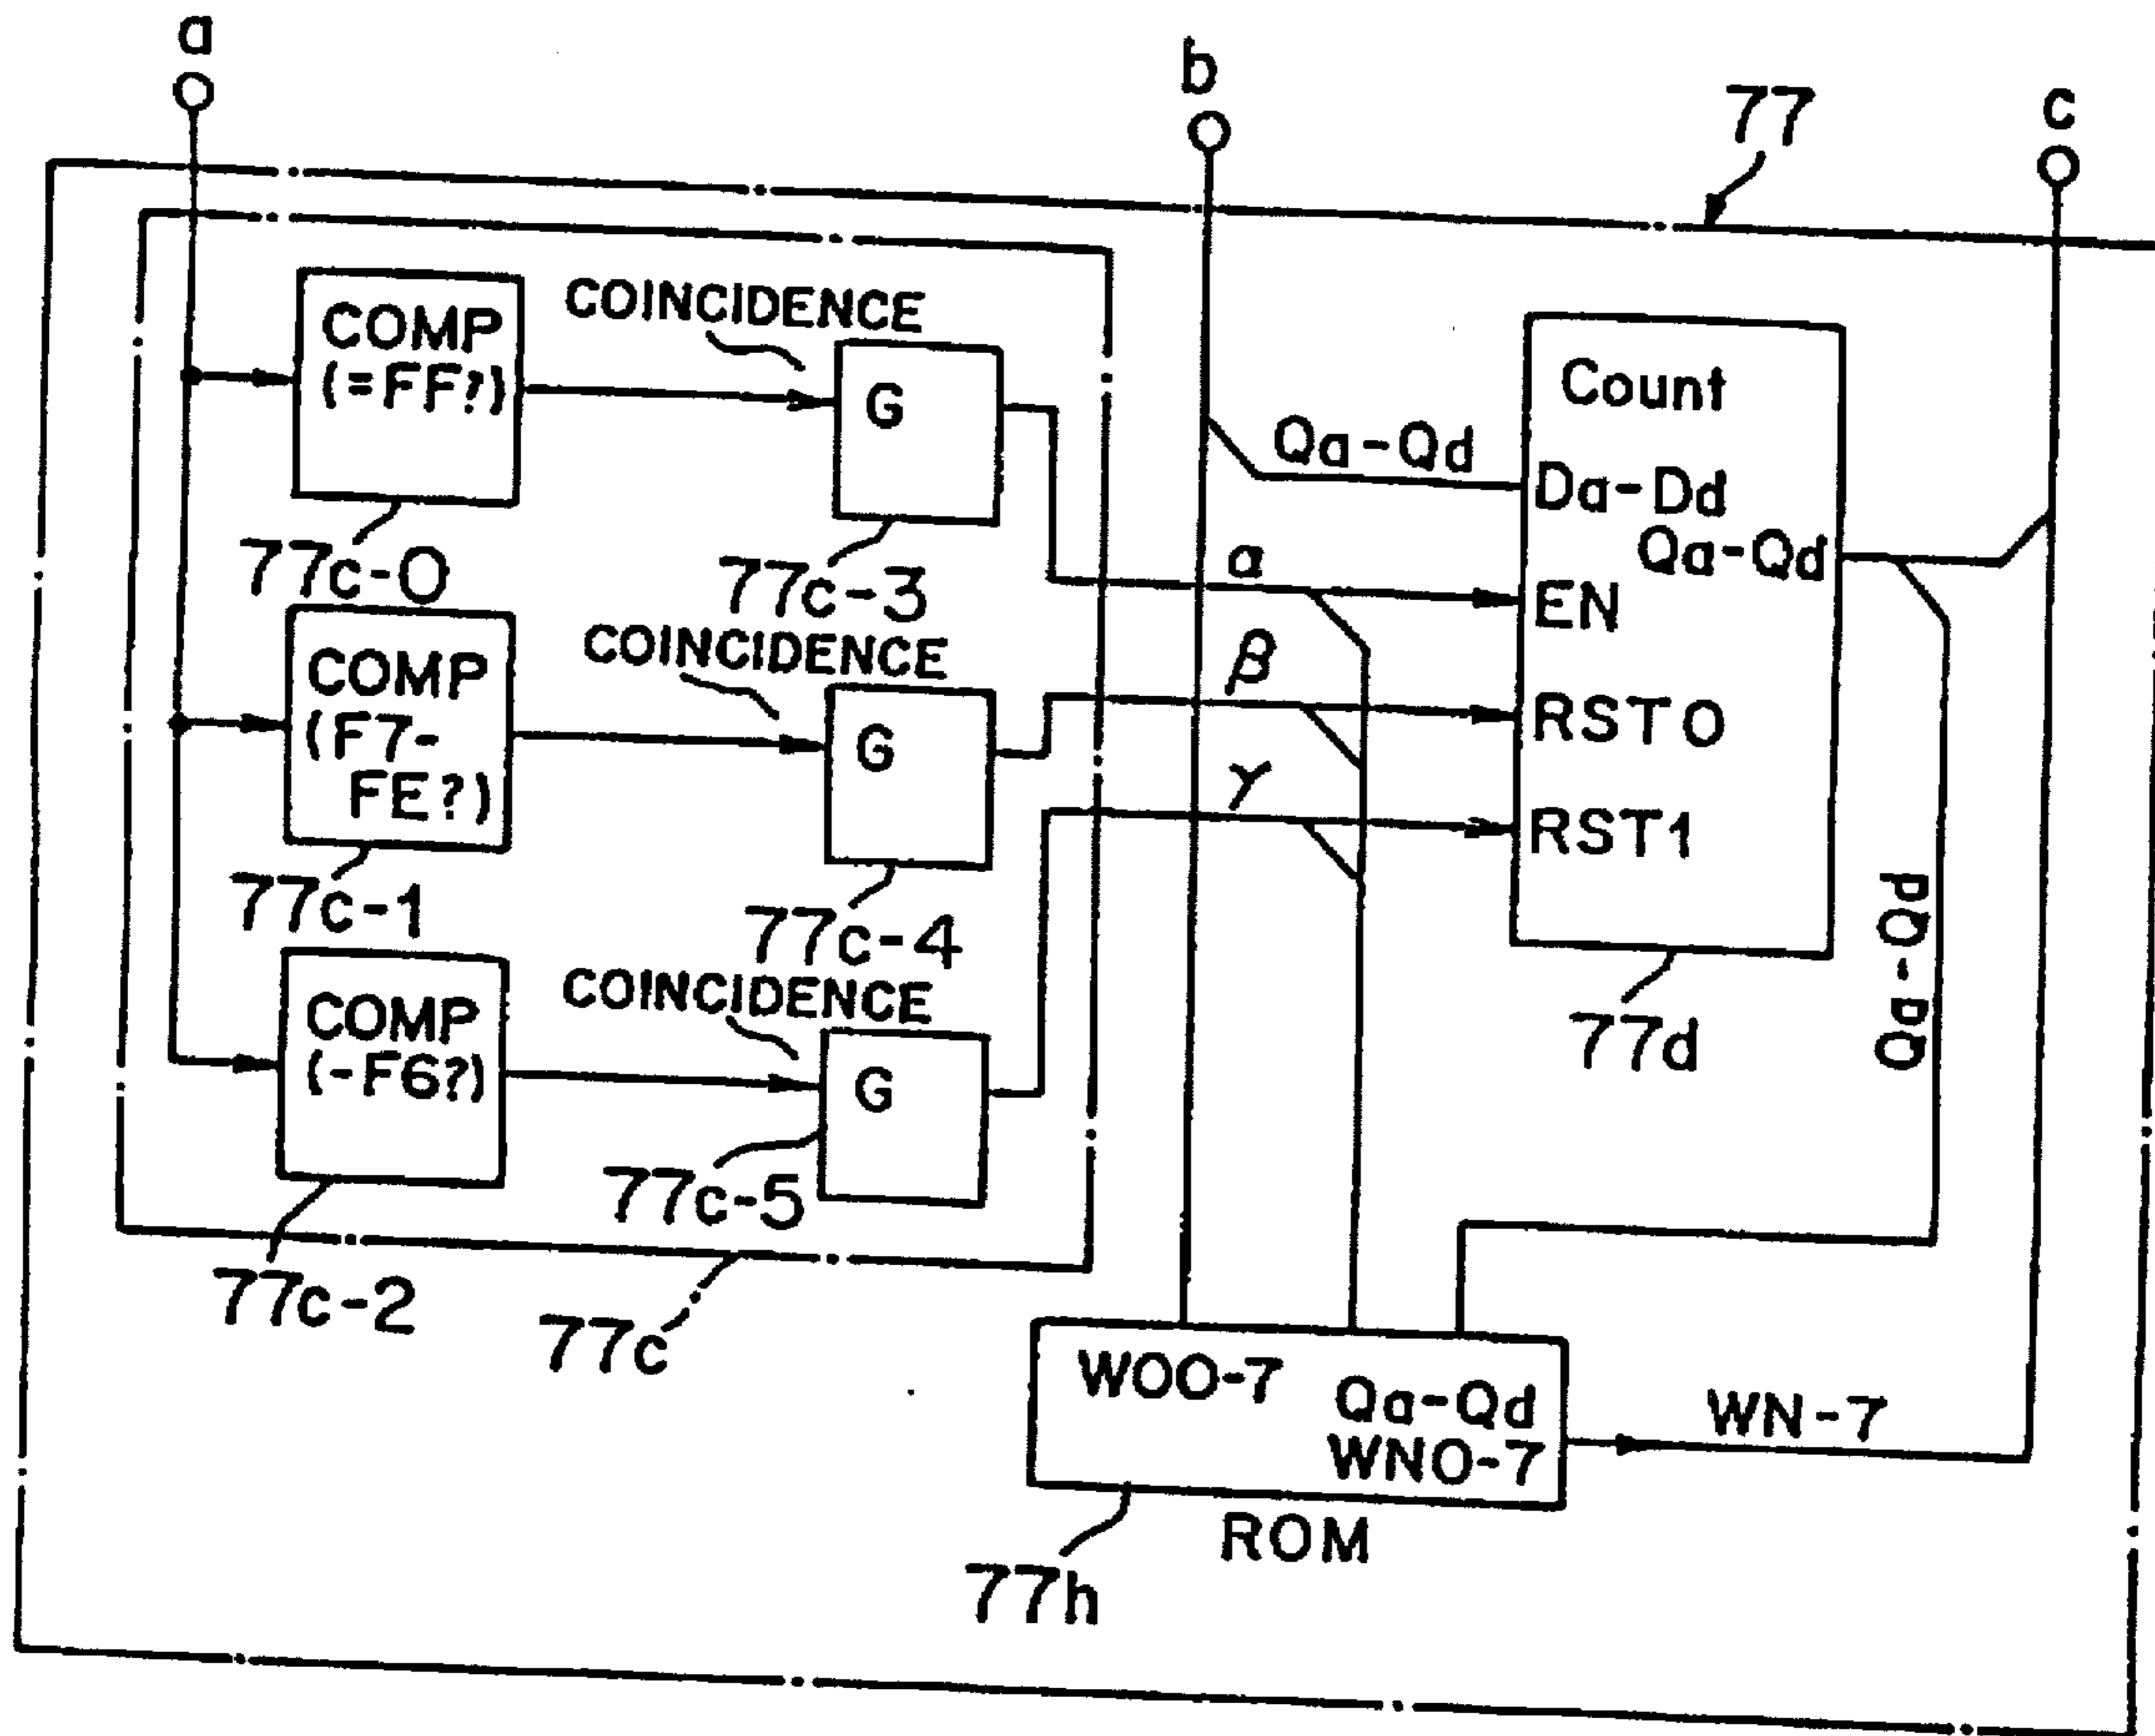 a
b
c
77
COMP
(=FF?)
COINCIDENCE
G
77c-0
77c-3
COMP
(F7-
FE?)
COINCIDENCE
G
77c-1
77c-4
COMP
(-F6?)
COINCIDENCE
G
77c-2
77c-5
77c
Count
Qa-Qd
Da-Dd
Qa-Qd
α
EN
β
RST0
γ
RST1
77d
Qa-Qd
W00-7
Qa-Qd
WN0-7
WN-7
ROM
77h